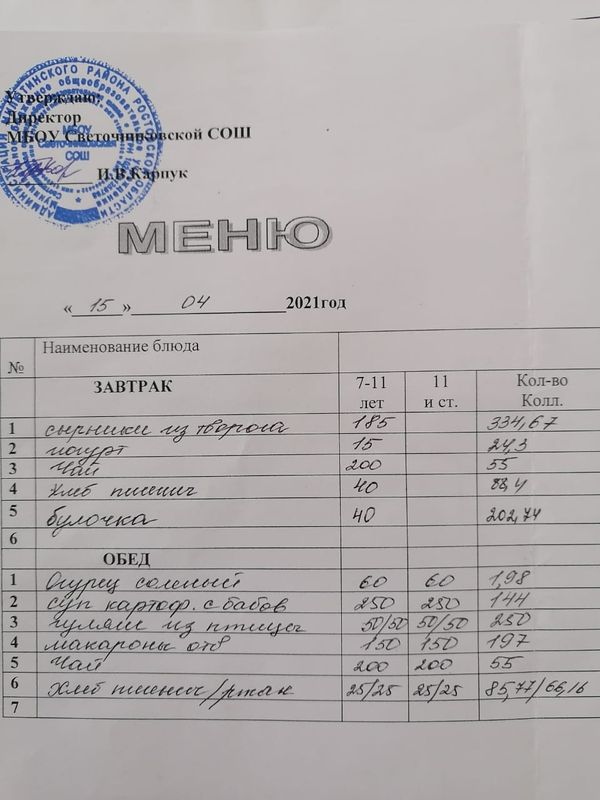 Утверждаю:
Директор
МБОУ Светочниковской СОШ
И.В.Карпук
МБОУ
Светочниковская
СОШ
МЕНЮ
« 15 » 04 2021год
№ Наименование блюда
ЗАВТРАК 7-11 лет 11 и ст. Кол-во Колл.
1 сырники из творога 185 334,67
2 йогурт 15 24,3
3 Чай 200 55
4 Хлеб пшенич 40 88,4
5 булочка 40 202,74
6
ОБЕД
1 Огурец соленый 60 60 1,98
2 суп картоф. с бабов 250 250 144
3 гуляш из птицы 50/50 50/50 250
4 макароны отв 150 150 197
5 Чай 200 200 55
6 Хлеб пшенич/ржан 25/25 25/25 85,77/66,16
7